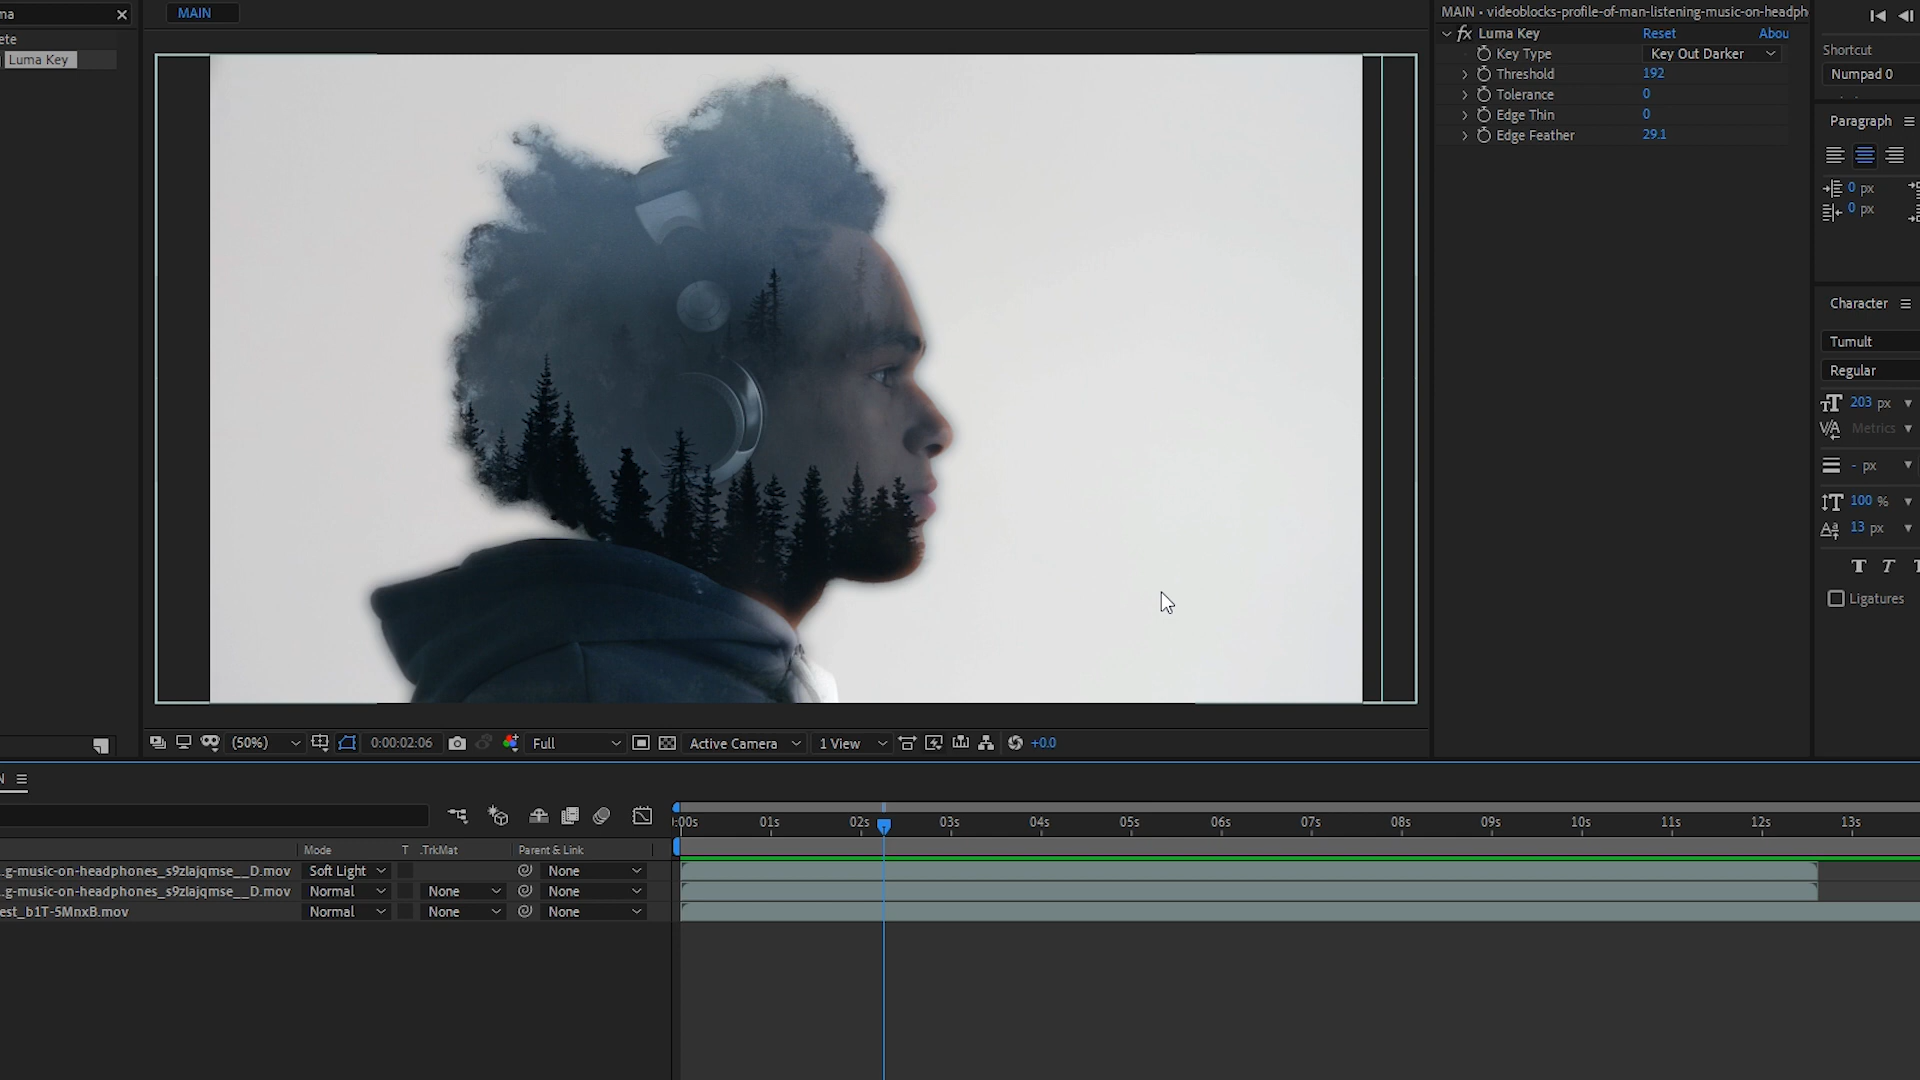 ma
MAIN
ete
Luma Key
MAIN • videoblocks-profile-of-man-listening-music-on-headph
fx Luma Key Reset Abou
Key Type Key Out Darker
Threshold 192
Tolerance 0
Edge Thin 0
Edge Feather 29.1
Shortcut
Numpad 0
Paragraph
0 px
0 px
Character
Tumult
Regular
203 px
Metrics
- px
100 %
13 px
Ligatures
(50%) 0:00:02:06 Full Active Camera 1 View +0.0
N
:00s 01s 02s 03s 04s 05s 06s 07s 08s 09s 10s 11s 12s 13s
Mode T .TrkMat Parent & Link
.g-music-on-headphones_s9zlajqmse__D.mov Soft Light None
.g-music-on-headphones_s9zlajqmse__D.mov Normal None None
est_b1T-5MnxB.mov Normal None None